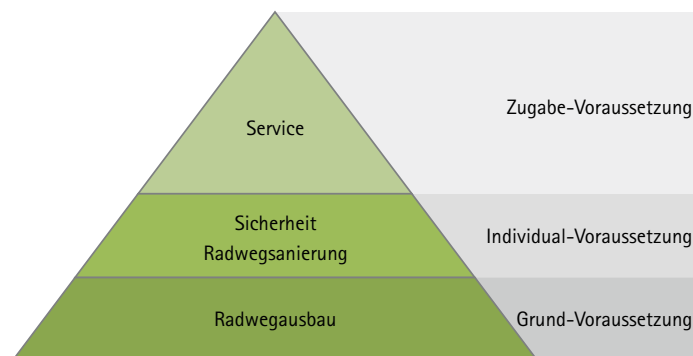 Service
Zugabe-Voraussetzung
Sicherheit
Radwegsanierung
Individual-Voraussetzung
Radwegausbau
Grund-Voraussetzung